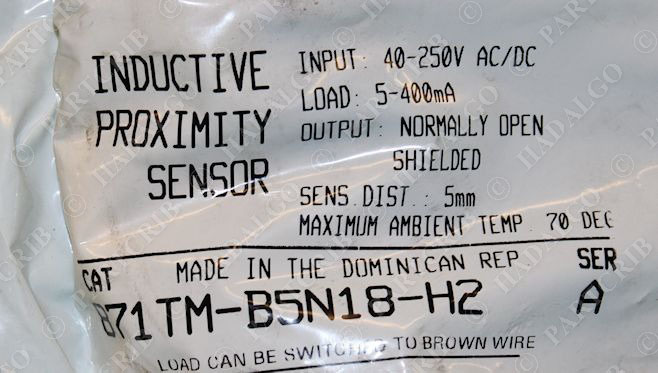 INDUCTIVE
PROXIMITY
SENSOR
INPUT: 40-250V AC/DC
LOAD: 5-400mA
OUTPUT: NORMALLY OPEN
SHIELDED
SENS.DIST.: 5mm
MAXIMUM AMBIENT TEMP. 70 DEG
CAT MADE IN THE DOMINICAN REP. SER
871TM-B5N18-H2 A
LOAD CAN BE SWITCHED TO BROWN WIRE
© PARTCRIB
© HADALGO